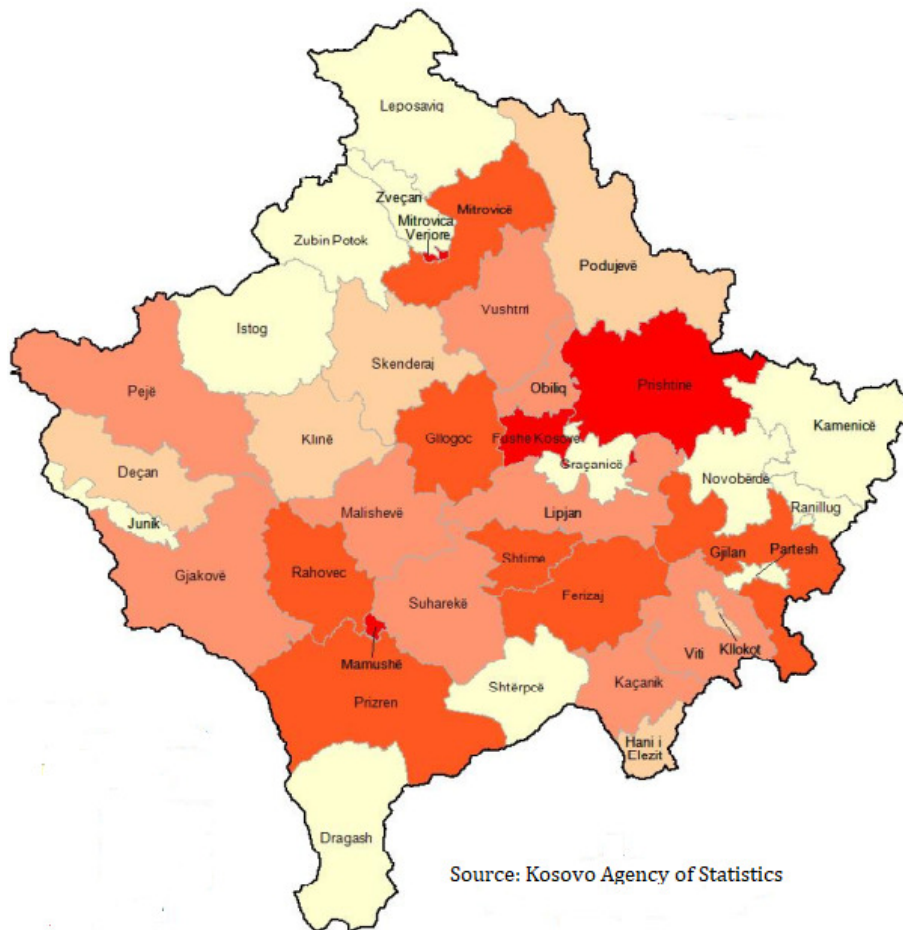 Leposaviq
Zveçan
Mitrovicë
Mitrovica
Veriore
Zubin Potok
Podujevë
Istog
Vushtrri
Skenderaj
Pejë
Obiliq
Prishtinë
Kamenicë
Klinë
Gllogoc
Fushe Kosove
Graçanicë
Deçan
Novobërdë
Ranillug
Junik
Malishevë
Lipjan
Gjakovë
Rahovec
Shtime
Gjilan
Partesh
Suharekë
Ferizaj
Mamushë
Viti
Kllokot
Prizren
Shtërpcë
Kaçanik
Hani i
Elezit
Dragash
Source: Kosovo Agency of Statistics